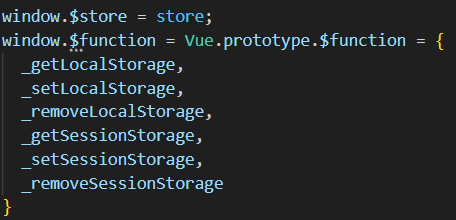 window.$store = store;
window.$function = Vue.prototype.$function = {
  _getLocalStorage,
  _setLocalStorage,
  _removeLocalStorage,
  _getSessionStorage,
  _setSessionStorage,
  _removeSessionStorage
}